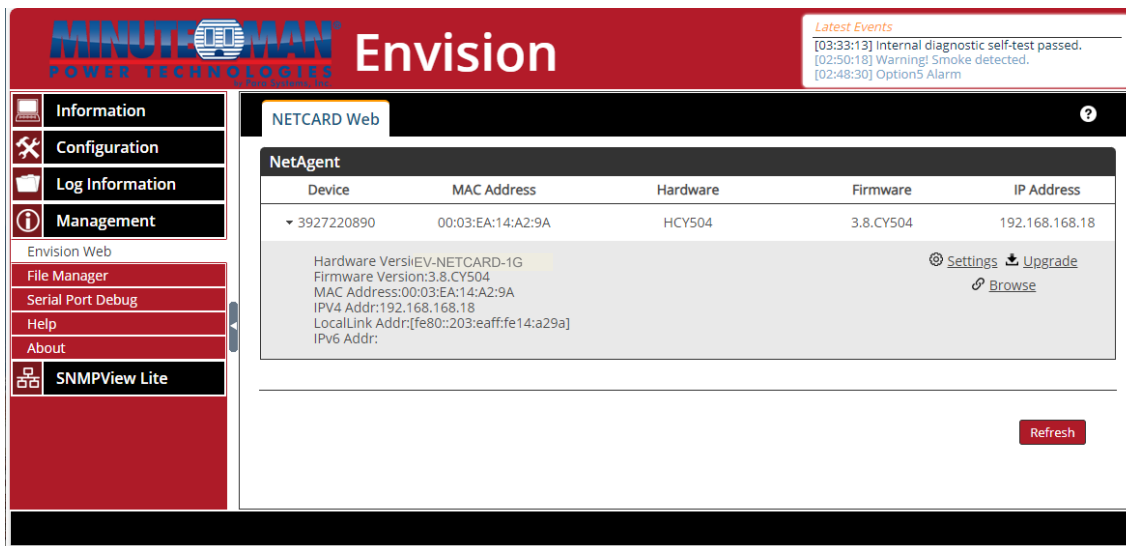 MINUTEMAN
POWER TECHNOLOGIES
by Para Systems, Inc.
Envision
Latest Events
[03:33:13] Internal diagnostic self-test passed.
[02:50:18] Warning! Smoke detected.
[02:48:30] Option5 Alarm
Information
Configuration
Log Information
Management
Envision Web
File Manager
Serial Port Debug
Help
About
SNMPView Lite
NETCARD Web
?
NetAgent
Device MAC Address Hardware Firmware IP Address
3927220890 00:03:EA:14:A2:9A HCY504 3.8.CY504 192.168.168.18
Hardware Versi EV-NETCARD-1G
Firmware Version:3.8.CY504
MAC Address:00:03:EA:14:A2:9A
IPV4 Addr:192.168.168.18
LocalLink Addr:[fe80::203:eaff:fe14:a29a]
IPv6 Addr:
Settings Upgrade
Browse
Refresh